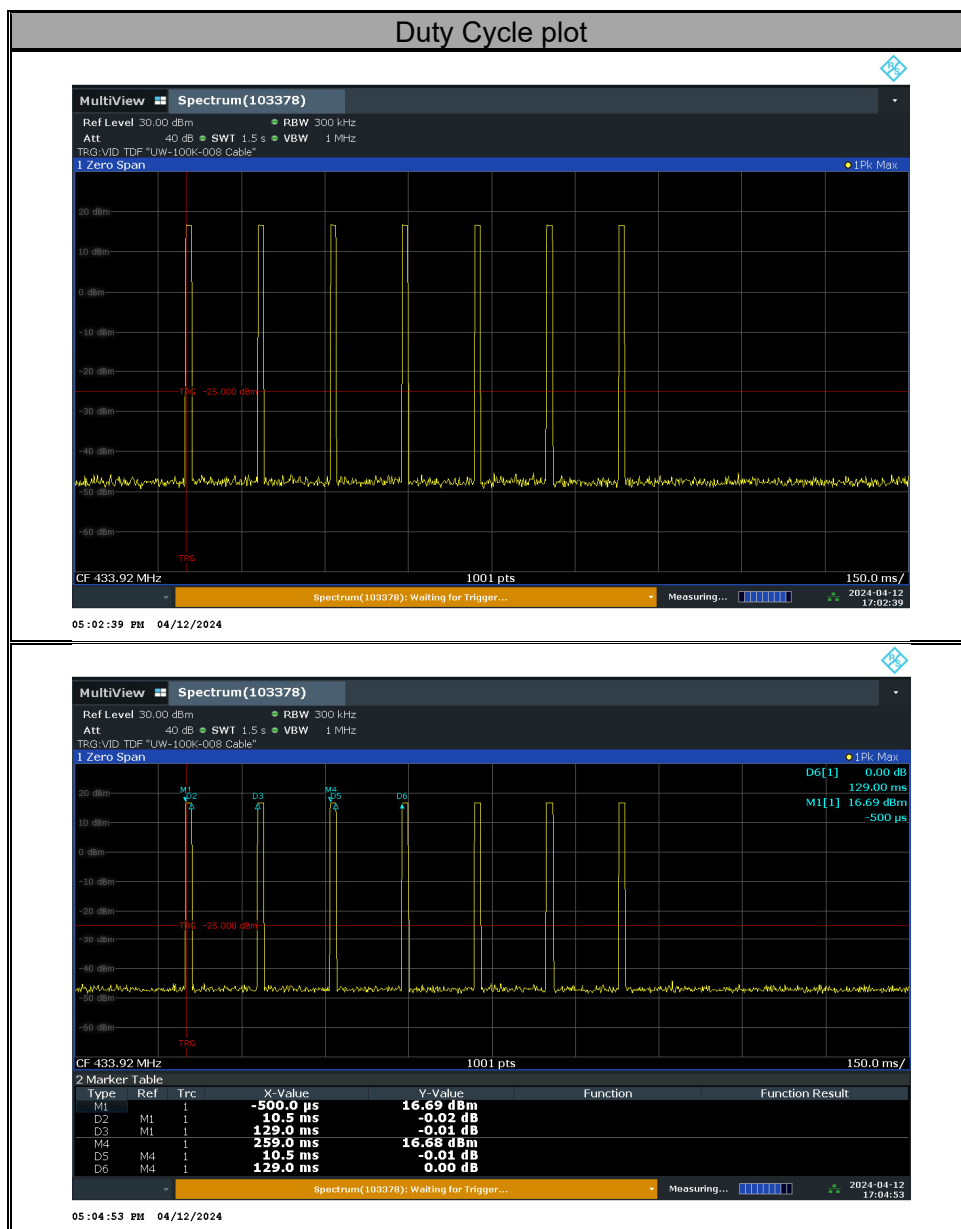 Duty Cycle plot
R&S
MultiView Spectrum(103378)
Ref Level 30.00 dBm RBW 300 kHz
Att 40 dB SWT 1.5 s VBW 1 MHz
TRG:VID TDF "UW-100K-008 Cable"
1 Zero Span 1Pk Max
20 dBm
10 dBm
0 dBm
-10 dBm
-20 dBm
TRG -25.000 dBm
-30 dBm
-40 dBm
-50 dBm
-60 dBm
TRG
CF 433.92 MHz 1001 pts 150.0 ms/
Spectrum(103378): Waiting for Trigger... Measuring... 2024-04-12
17:02:39
05:02:39 PM 04/12/2024
R&S
MultiView Spectrum(103378)
Ref Level 30.00 dBm RBW 300 kHz
Att 40 dB SWT 1.5 s VBW 1 MHz
TRG:VID TDF "UW-100K-008 Cable"
1 Zero Span 1Pk Max
D6[1] 0.00 dB
129.00 ms
M1[1] 16.69 dBm
-500 µs
20 dBm
M1 D2 D3 M4 D5 D6
10 dBm
0 dBm
-10 dBm
-20 dBm
TRG -25.000 dBm
-30 dBm
-40 dBm
-50 dBm
-60 dBm
TRG
CF 433.92 MHz 1001 pts 150.0 ms/
2 Marker Table
Type Ref Trc X-Value Y-Value Function Function Result
M1 1 -500.0 µs 16.69 dBm
D2 M1 1 10.5 ms -0.02 dB
D3 M1 1 129.0 ms -0.01 dB
M4 1 259.0 ms 16.68 dBm
D5 M4 1 10.5 ms -0.01 dB
D6 M4 1 129.0 ms 0.00 dB
Spectrum(103378): Waiting for Trigger... Measuring... 2024-04-12
17:04:53
05:04:53 PM 04/12/2024